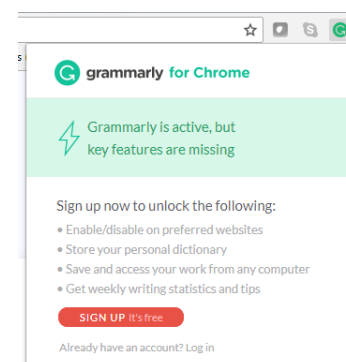 s
grammarly for Chrome
Grammarly is active, but
key features are missing
Sign up now to unlock the following:
• Enable/disable on preferred websites
• Store your personal dictionary
• Save and access your work from any computer
• Get weekly writing statistics and tips
SIGN UP It's free
Already have an account? Log in